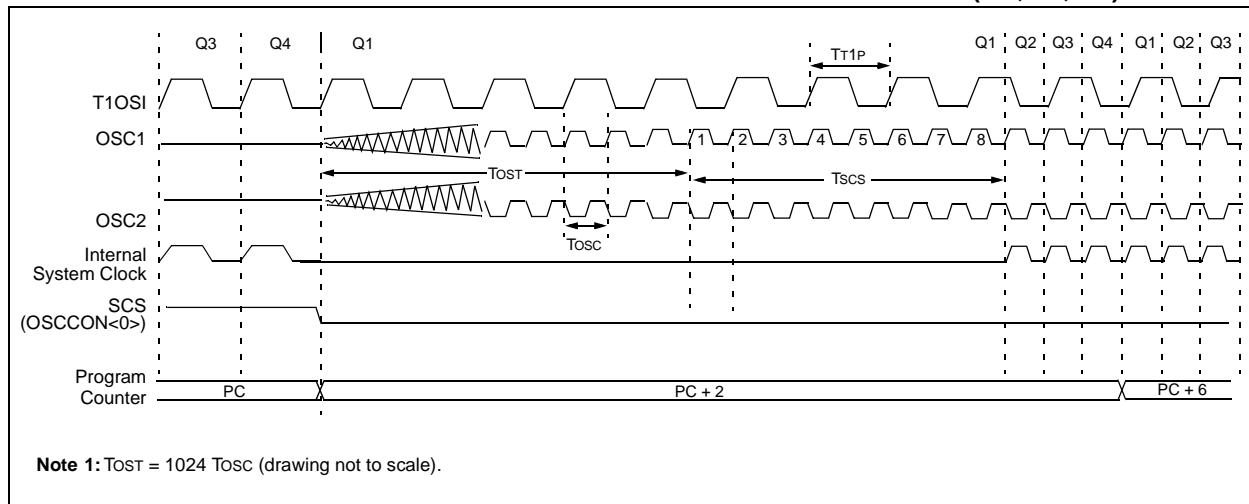 Q3 Q4 Q1 Q1 Q2 Q3 Q4 Q1 Q2 Q3
TT1P
T1OSI
OSC1
1 2 3 4 5 6 7 8
TOST
TSCS
OSC2
TOSC
Internal
System Clock
SCS
(OSCCON<0>)
Program
Counter
PC
PC + 2
PC + 6
Note 1: TOST = 1024 TOSC (drawing not to scale).